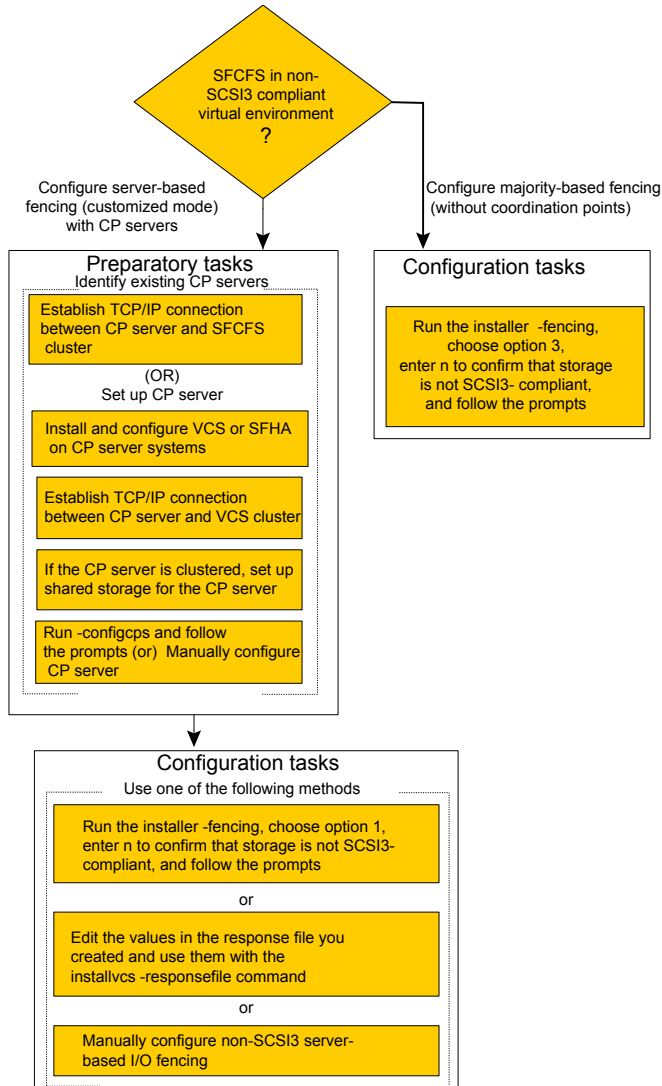 SFCFS in non-
SCSI3 compliant
virtual environment
?
Configure server-based
fencing (customized mode)
with CP servers
Configure majority-based fencing
(without coordination points)
Preparatory tasks
Identify existing CP servers
Establish TCP/IP connection
between CP server and SFCFS
cluster
(OR)
Set up CP server
Install and configure VCS or SFHA
on CP server systems
Establish TCP/IP connection
between CP server and VCS cluster
If the CP server is clustered, set up
shared storage for the CP server
Run -configcps and follow
the prompts (or) Manually configure
CP server
Configuration tasks
Run the installer -fencing,
choose option 3,
enter n to confirm that storage
is not SCSI3- compliant,
and follow the prompts
Configuration tasks
Use one of the following methods
Run the installer -fencing, choose option 1,
enter n to confirm that storage is not SCSI3-
compliant, and follow the prompts
or
Edit the values in the response file you
created and use them with the
installvcs -responsefile command
or
Manually configure non-SCSI3 server-
based I/O fencing